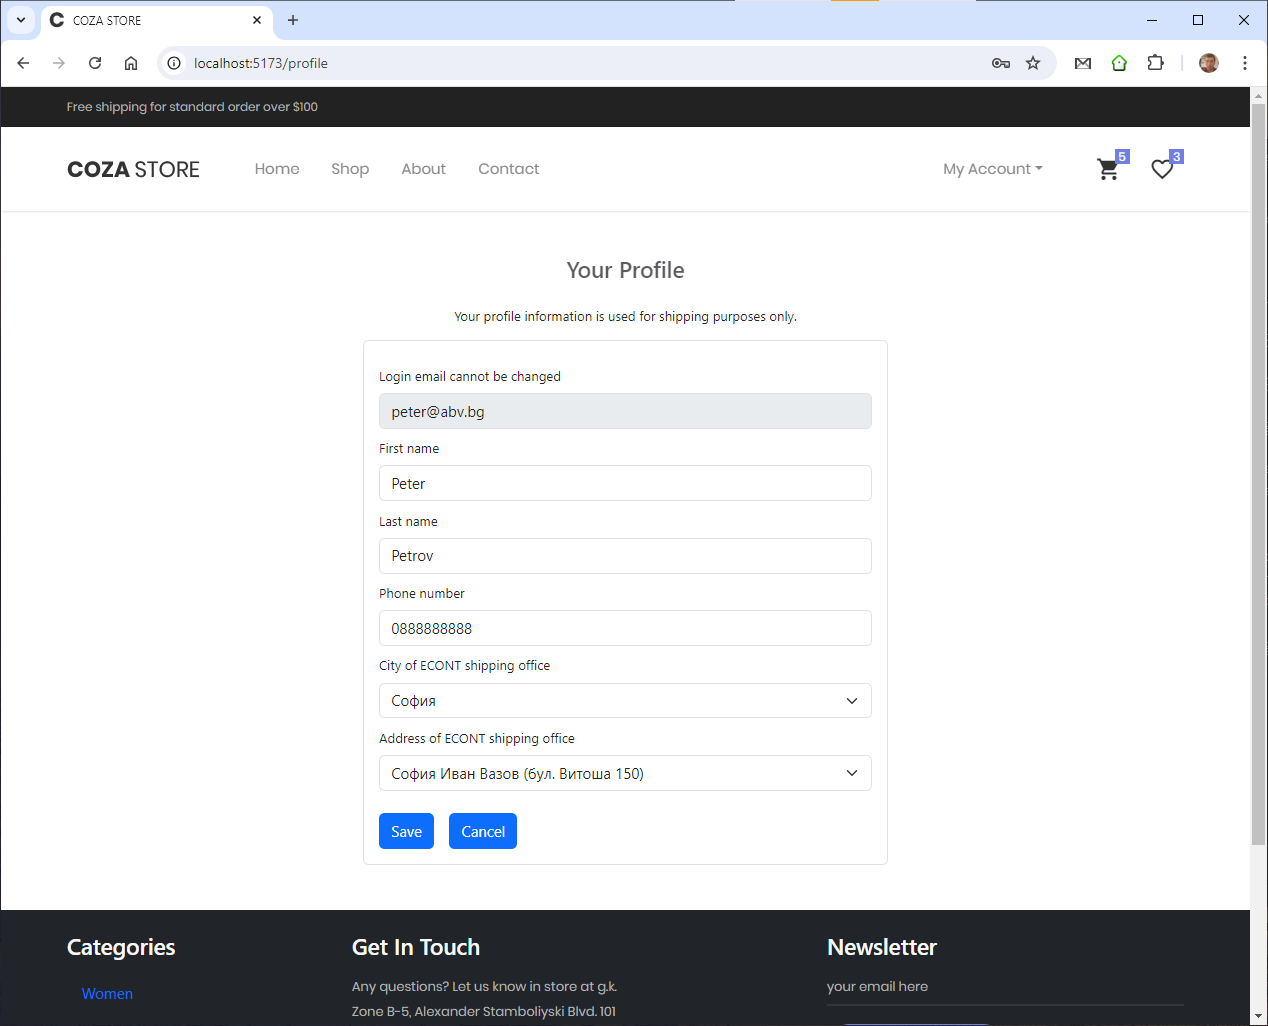 COZA STORE
localhost:5173/profile
Free shipping for standard order over $100
COZA STORE
Home
Shop
About
Contact
My Account
5
3
Your Profile
Your profile information is used for shipping purposes only.
Login email cannot be changed
peter@abv.bg
First name
Peter
Last name
Petrov
Phone number
0888888888
City of ECONT shipping office
София
Address of ECONT shipping office
София Иван Вазов (бул. Витоша 150)
Save
Cancel
Categories
Women
Get In Touch
Any questions? Let us know in store at g.k.
Zone B-5, Alexander Stamboliyski Blvd. 101
Newsletter
your email here